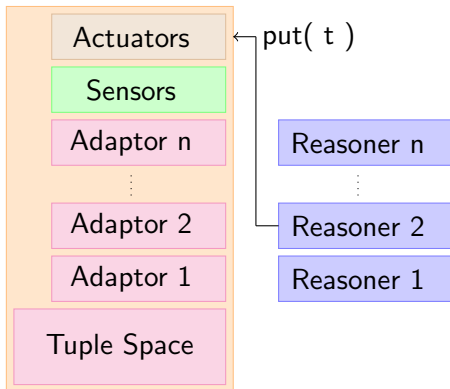 Actuators
put( t )
Sensors
Adaptor n
Reasoner n
Adaptor 2
Reasoner 2
Adaptor 1
Reasoner 1
Tuple Space